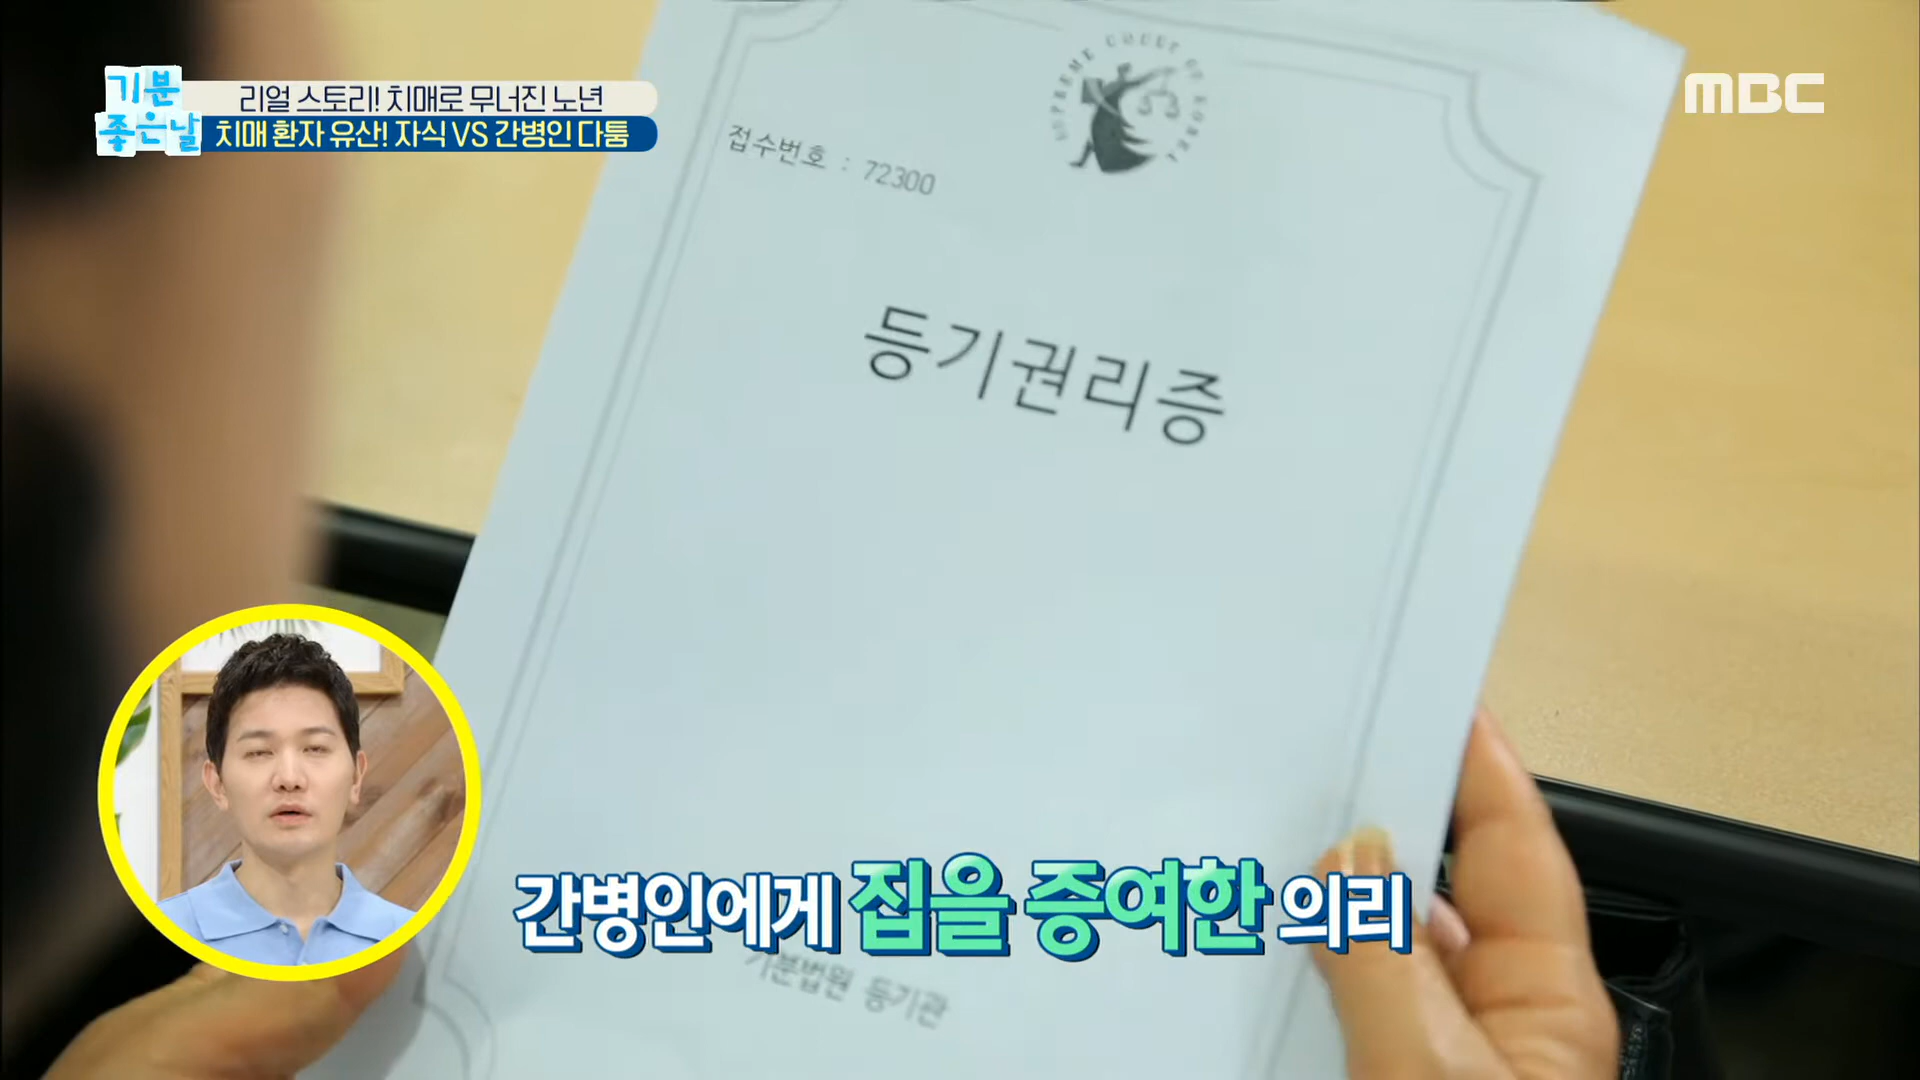 기분
좋은날
리얼 스토리! 치매로 무너진 노년
치매 환자 유산! 자식 VS 간병인 다툼
MBC
SUPREME COURT OF KOREA
접수번호 : 72300
등기권리증
간병인에게 집을 증여한 의리
기분법원 등기관